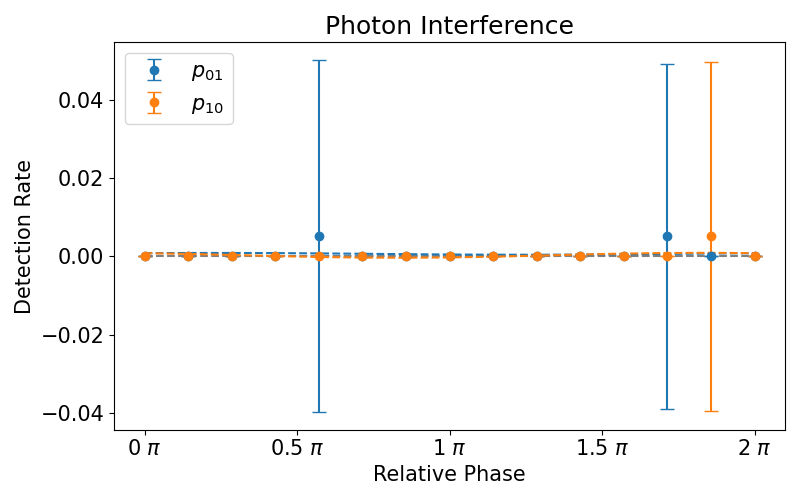 Photon Interference
p01
p10
0.04
0.02
0.00
−0.02
−0.04
Detection Rate
0 π
0.5 π
1 π
1.5 π
2 π
Relative Phase